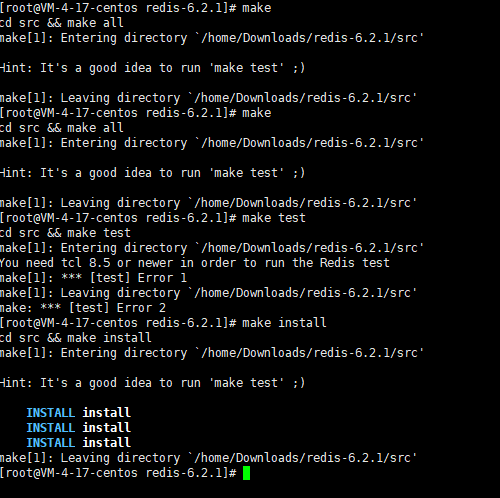 [root@VM-4-17-centos redis-6.2.1]# make
cd src && make all
make[1]: Entering directory `/home/Downloads/redis-6.2.1/src'
Hint: It's a good idea to run 'make test' ;)
make[1]: Leaving directory `/home/Downloads/redis-6.2.1/src'
[root@VM-4-17-centos redis-6.2.1]# make
cd src && make all
make[1]: Entering directory `/home/Downloads/redis-6.2.1/src'
Hint: It's a good idea to run 'make test' ;)
make[1]: Leaving directory `/home/Downloads/redis-6.2.1/src'
[root@VM-4-17-centos redis-6.2.1]# make test
cd src && make test
make[1]: Entering directory `/home/Downloads/redis-6.2.1/src'
You need tcl 8.5 or newer in order to run the Redis test
make[1]: *** [test] Error 1
make[1]: Leaving directory `/home/Downloads/redis-6.2.1/src'
make: *** [test] Error 2
[root@VM-4-17-centos redis-6.2.1]# make install
cd src && make install
make[1]: Entering directory `/home/Downloads/redis-6.2.1/src'
Hint: It's a good idea to run 'make test' ;)
INSTALL install
INSTALL install
INSTALL install
make[1]: Leaving directory `/home/Downloads/redis-6.2.1/src'
[root@VM-4-17-centos redis-6.2.1]#